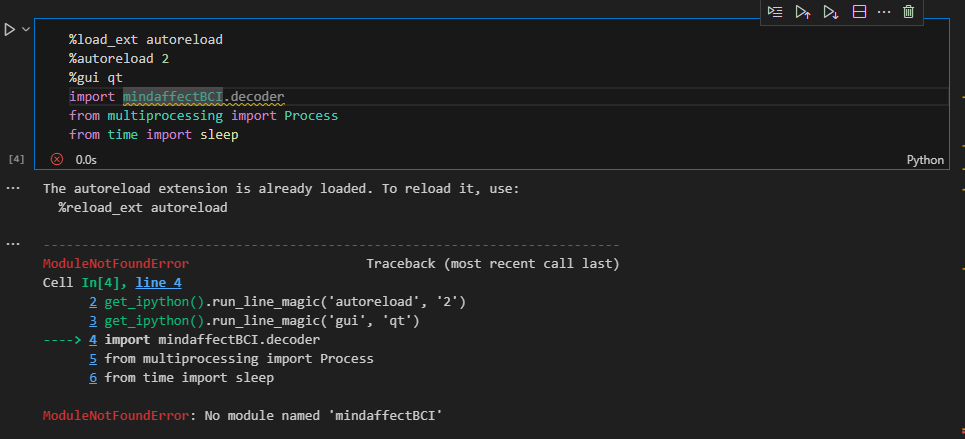 %load_ext autoreload
%autoreload 2
%gui qt
import mindaffectBCI.decoder
from multiprocessing import Process
from time import sleep
[4] 0.0s Python
... The autoreload extension is already loaded. To reload it, use:
%reload_ext autoreload
... ---------------------------------------------------------------------------
ModuleNotFoundError Traceback (most recent call last)
Cell In[4], line 4
2 get_ipython().run_line_magic('autoreload', '2')
3 get_ipython().run_line_magic('gui', 'qt')
----> 4 import mindaffectBCI.decoder
5 from multiprocessing import Process
6 from time import sleep
ModuleNotFoundError: No module named 'mindaffectBCI'